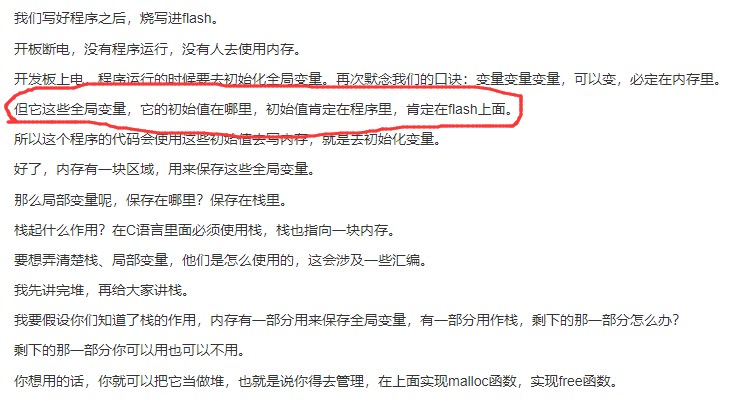 我们写好程序之后，烧写进flash。
开板断电，没有程序运行，没有人去使用内存。
开发板上电，程序运行的时候要去初始化全局变量。再次默念我们的口诀：变量变量变量，可以变，必定在内存里。
但它这些全局变量，它的初始值在哪里，初始值肯定在程序里，肯定在flash上面。
所以这个程序的代码会使用这些初始值去写内存，就是去初始化变量。
好了，内存有一块区域，用来保存这些全局变量。
那么局部变量呢，保存在哪里？保存在栈里。
栈起什么作用？在C语言里面必须使用栈，栈也指向一块内存。
要想弄清楚栈、局部变量，他们是怎么使用的，这会涉及一些汇编。
我先讲完堆，再给大家讲栈。
我要假设你们知道了栈的作用，内存有一部分用来保存全局变量，有一部分用作栈，剩下的那一部分怎么办？
剩下的那一部分你可以用也可以不用。
你想用的话，你就可以把它当做堆，也就是说你得去管理，在上面实现malloc函数，实现free函数。